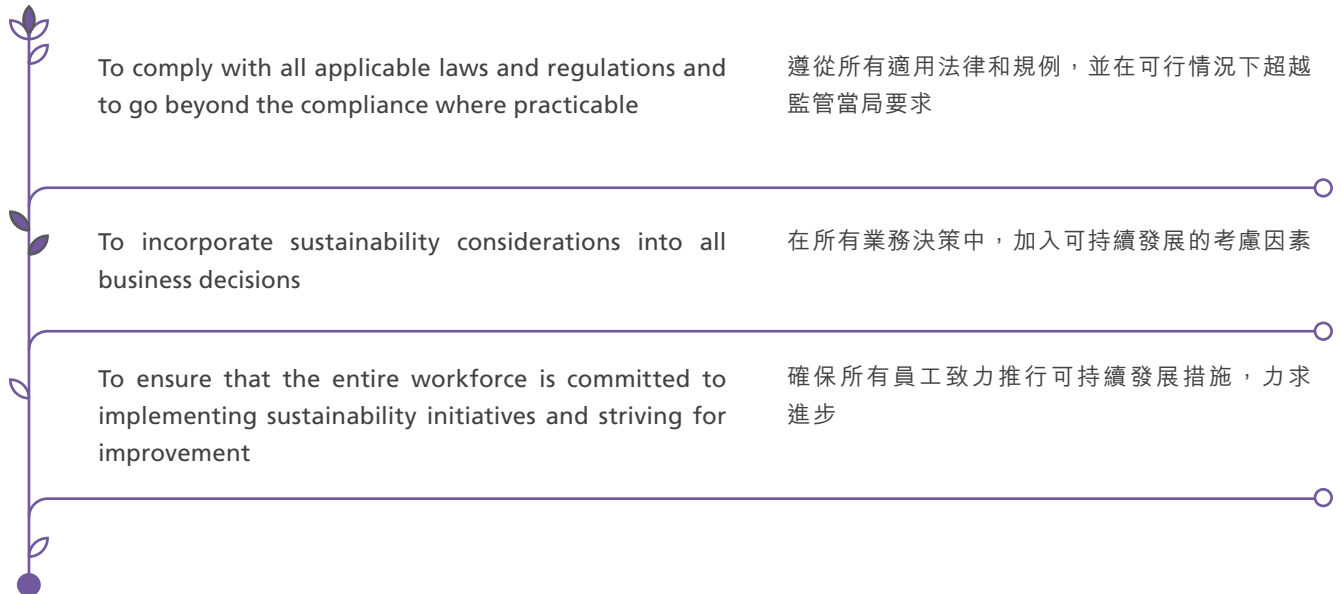 To comply with all applicable laws and regulations and
to go beyond the compliance where practicable
遵從所有適用法律和規例，並在可行情況下超越
監管當局要求
To incorporate sustainability considerations into all
business decisions
在所有業務決策中，加入可持續發展的考慮因素
To ensure that the entire workforce is committed to
implementing sustainability initiatives and striving for
improvement
確保所有員工致力推行可持續發展措施，力求
進步